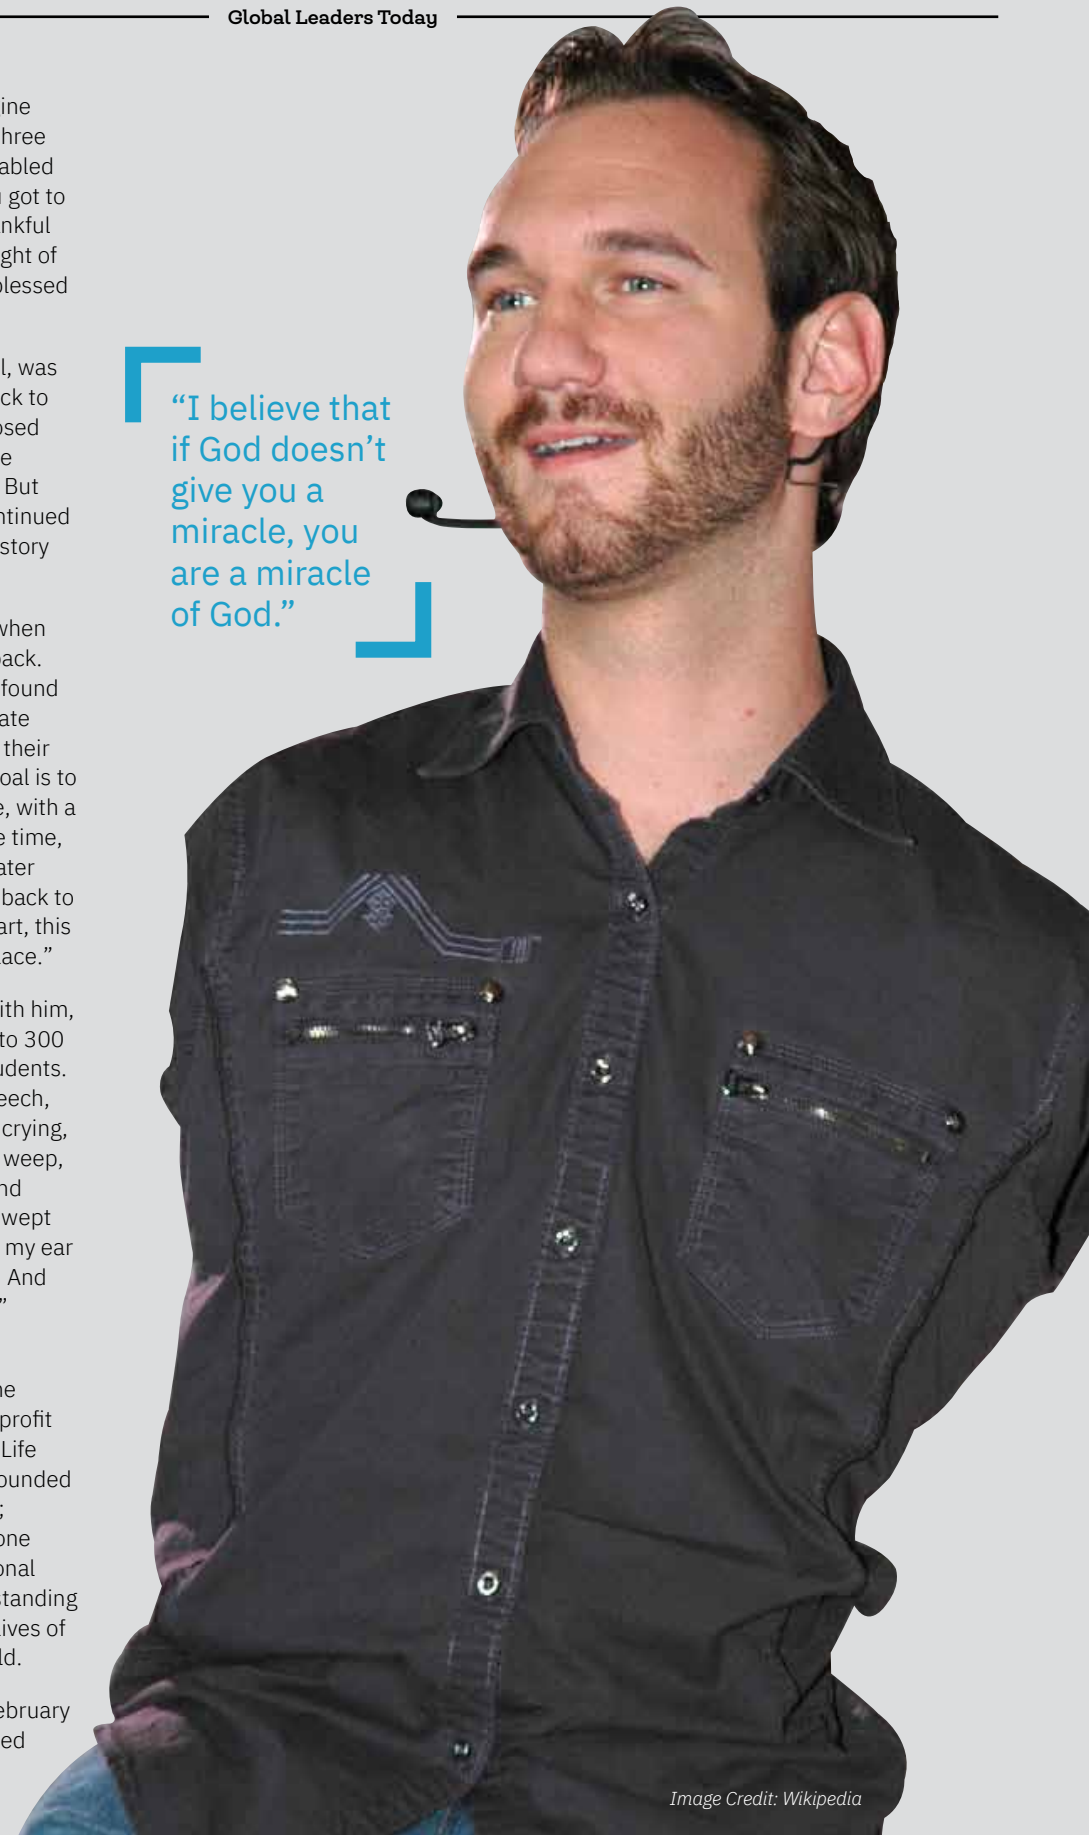 Global Leaders Today
ine
hree
abled
got to
nkful
ght of
lessed
l, was
ck to
osed
e
But
ntinued
story
when
ack.
found
ate
their
oal is to
e, with a
e time,
ater
back to
art, this
ace.”
ith him,
to 300
udents.
eech,
crying,
weep,
nd
wept
my ear
And
”
ne
profit
Life
ounded
;
one
onal
standing
ives of
ld.
ebruary
ed
“I believe that
if God doesn’t
give you a
miracle, you
are a miracle
of God.”
Image Credit: Wikipedia